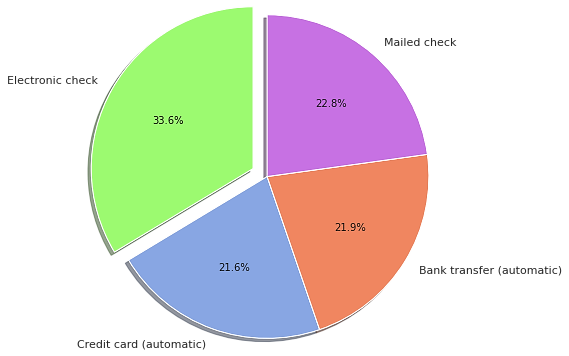 Mailed check
Electronic check
22.8%
33.6%
21.9%
21.6%
Bank transfer (automatic)
Credit card (automatic)